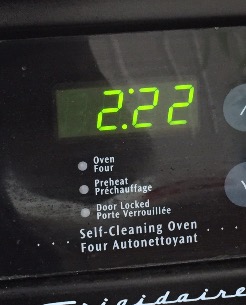 2:22
Oven
Four
Preheat
Préchauffage
Door Locked
Porte Verrouillée
Self-Cleaning Oven
Four Autonettoyant
Frigidaire